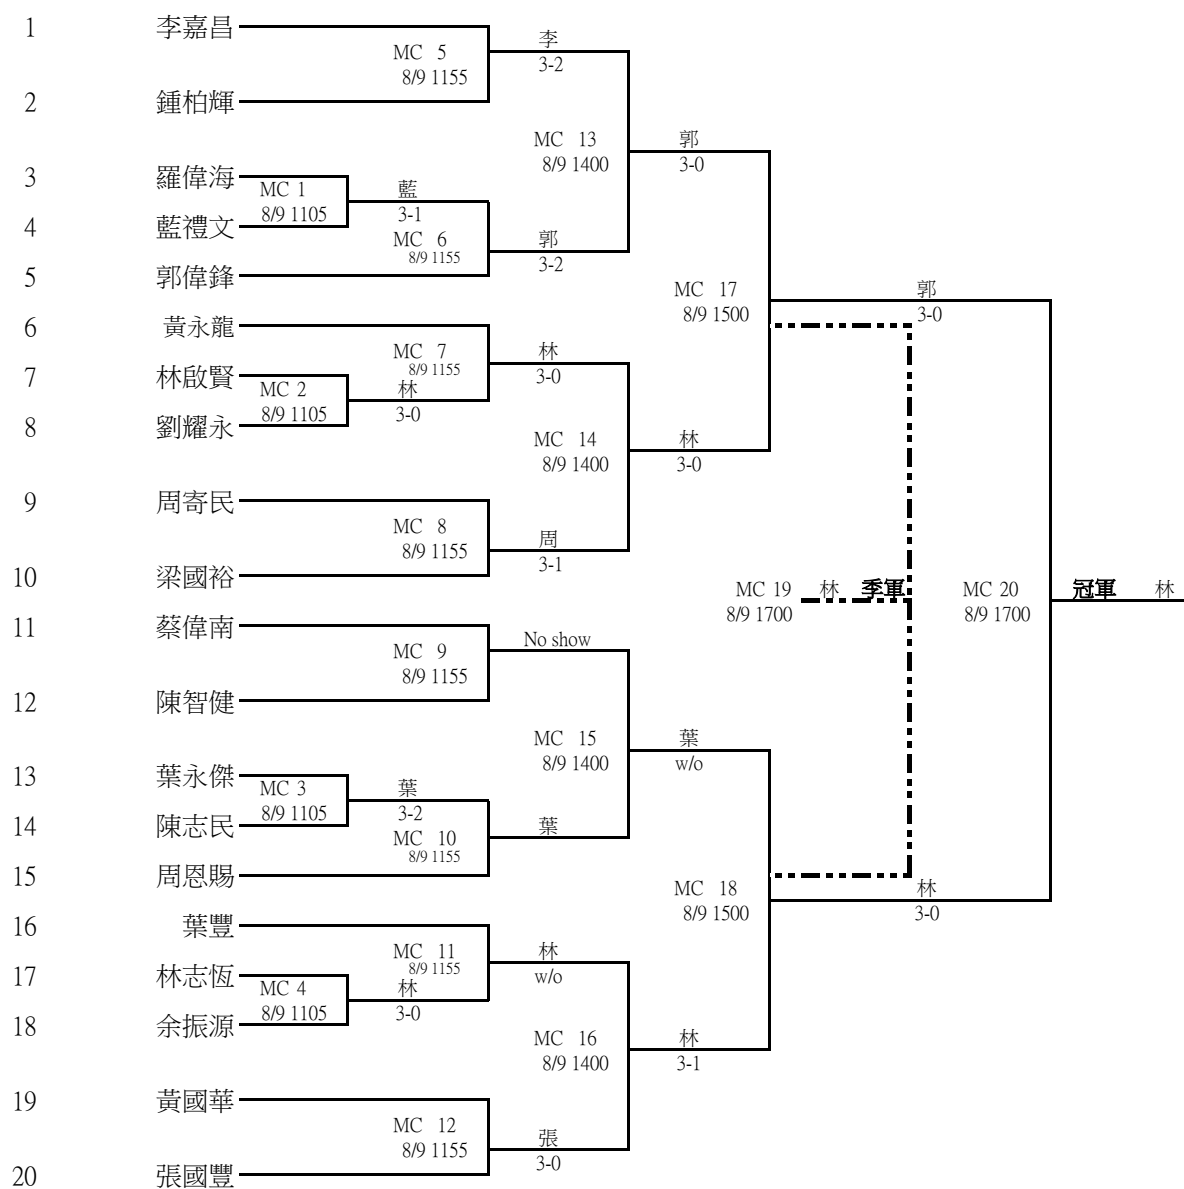 1 李嘉昌
李
MC 5
3-2
8/9 1155
2 鍾柏輝
MC 13
郭
8/9 1400
3-0
3 羅偉海
MC 1
藍
8/9 1105
3-1
4 藍禮文
MC 6
郭
8/9 1155
3-2
5 郭偉鋒
MC 17
郭
8/9 1500
3-0
6 黃永龍
MC 7
林
8/9 1155
3-0
7 林啟賢
MC 2
林
8/9 1105
3-0
8 劉耀永
MC 14
林
8/9 1400
3-0
9 周寄民
MC 8
周
8/9 1155
3-1
10 梁國裕
MC 19 林 季軍
8/9 1700
MC 20 冠軍 林
8/9 1700
11 蔡偉南
No show
MC 9
8/9 1155
12 陳智健
MC 15
葉
8/9 1400
w/o
13 葉永傑
MC 3
葉
8/9 1105
3-2
14 陳志民
MC 10
葉
8/9 1155
15 周恩賜
MC 18
林
8/9 1500
3-0
16 葉豐
MC 11
林
8/9 1155
w/o
17 林志恆
MC 4
林
8/9 1105
3-0
18 余振源
MC 16
林
8/9 1400
3-1
19 黃國華
MC 12
張
8/9 1155
3-0
20 張國豐